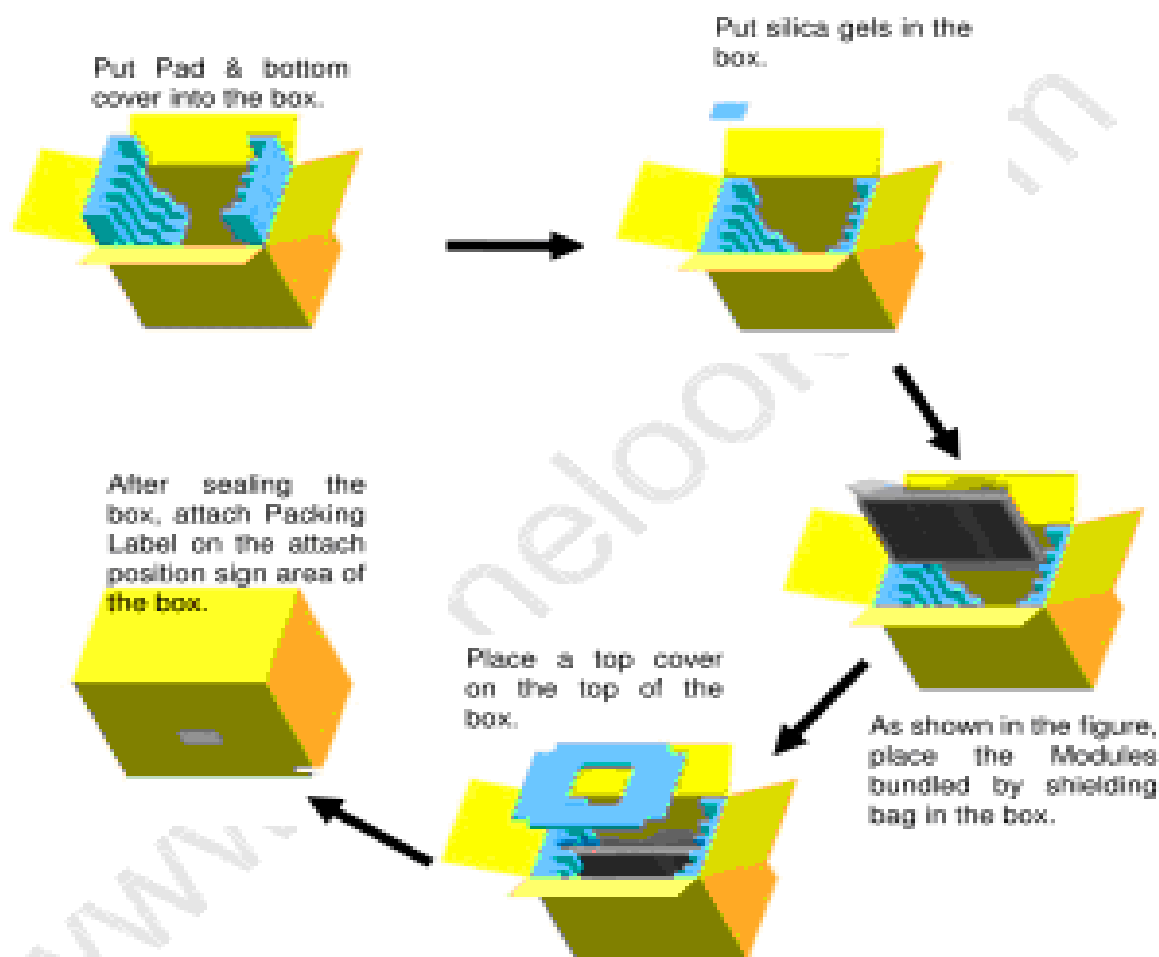 Put Pad & bottom
cover into the box.
Put silica gels in the
box.
As shown in the figure,
place the Modules
bundled by shielding
bag in the box.
Place a top cover
on the top of the
box.
After sealing the
box, attach Packing
Label on the attach
position sign area of
the box.